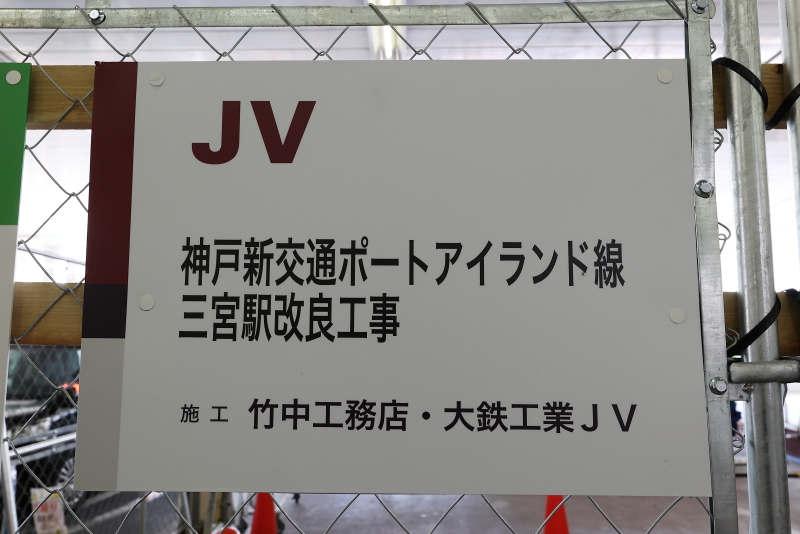 JV
神戸新交通ポートアイランド線
三宮駅改良工事
施工 竹中工務店・大鉄工業ＪＶ